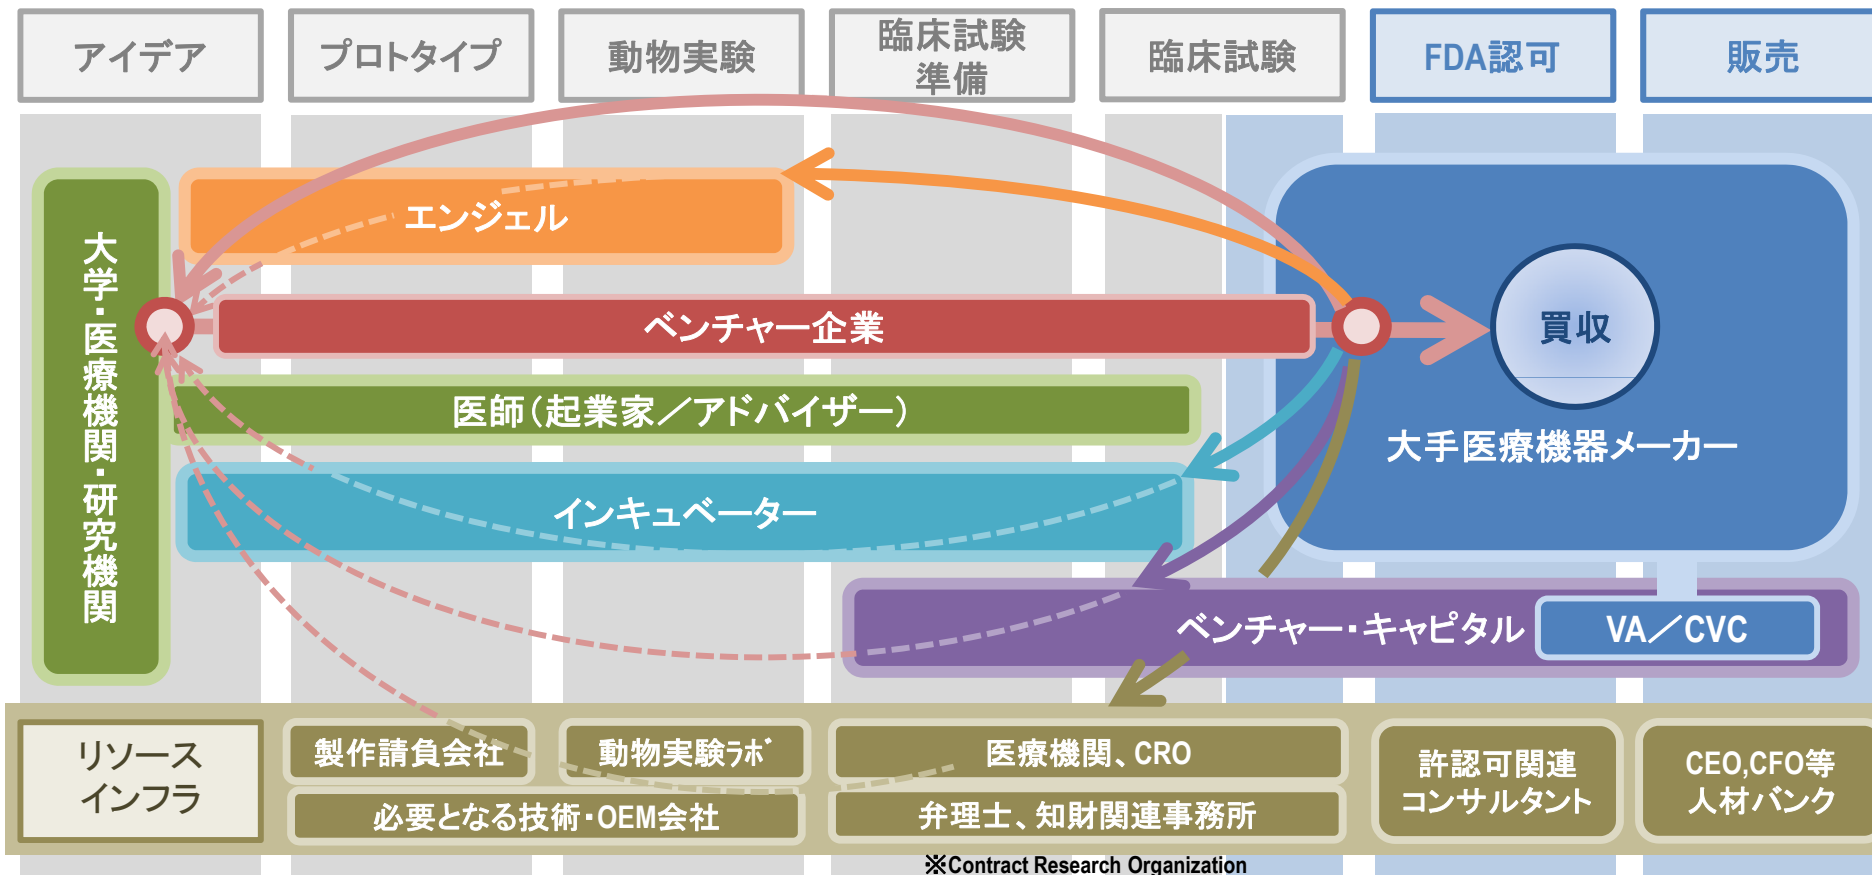 アイデア
プロトタイプ
動物実験
臨床試験
準備
臨床試験
FDA認可
販売
大学・医療機関・研究機関
エンジェル
ベンチャー企業
買収
医師(起業家／アドバイザー)
大手医療機器メーカー
インキュベーター
ベンチャー・キャピタル
VA／CVC
リソース
インフラ
製作請負会社
動物実験ﾗﾎﾞ
医療機関、CRO
必要となる技術・OEM会社
弁理士、知財関連事務所
許認可関連
コンサルタント
CEO,CFO等
人材バンク
※Contract Research Organization